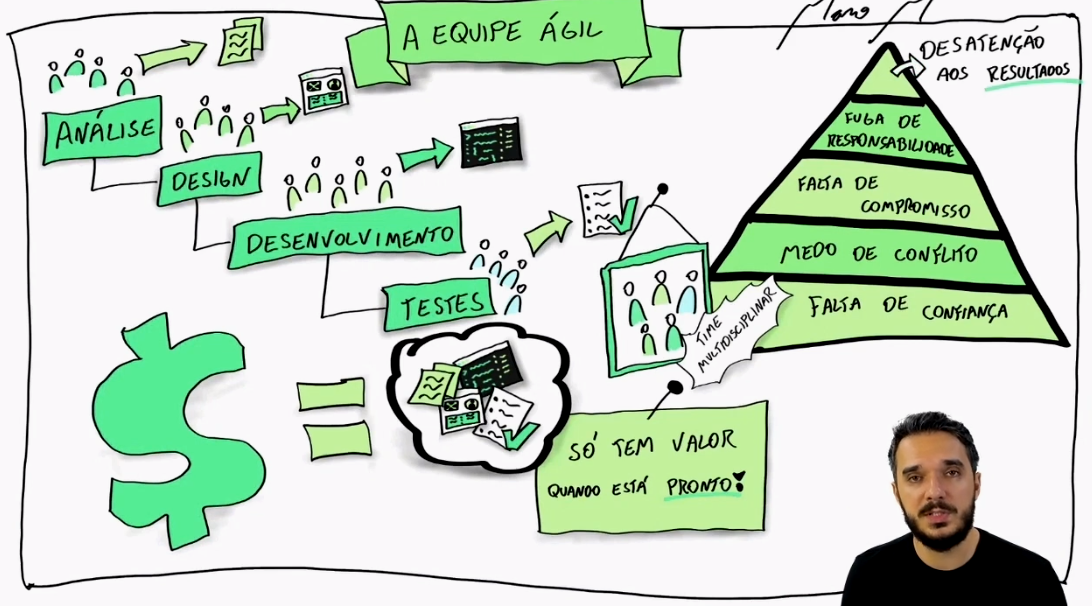 A EQUIPE ÁGIL
ANÁLISE
DESIGN
DESENVOLVIMENTO
TESTES
DESATENÇÃO
AOS RESULTADOS
FUGA DE
RESPONSABILIDADE
FALTA DE
COMPROMISSO
MEDO DE CONFLITO
FALTA DE CONFIANÇA
TIME
MULTIDISCIPLINAR
$
SÓ TEM VALOR
QUANDO ESTÁ PRONTO!